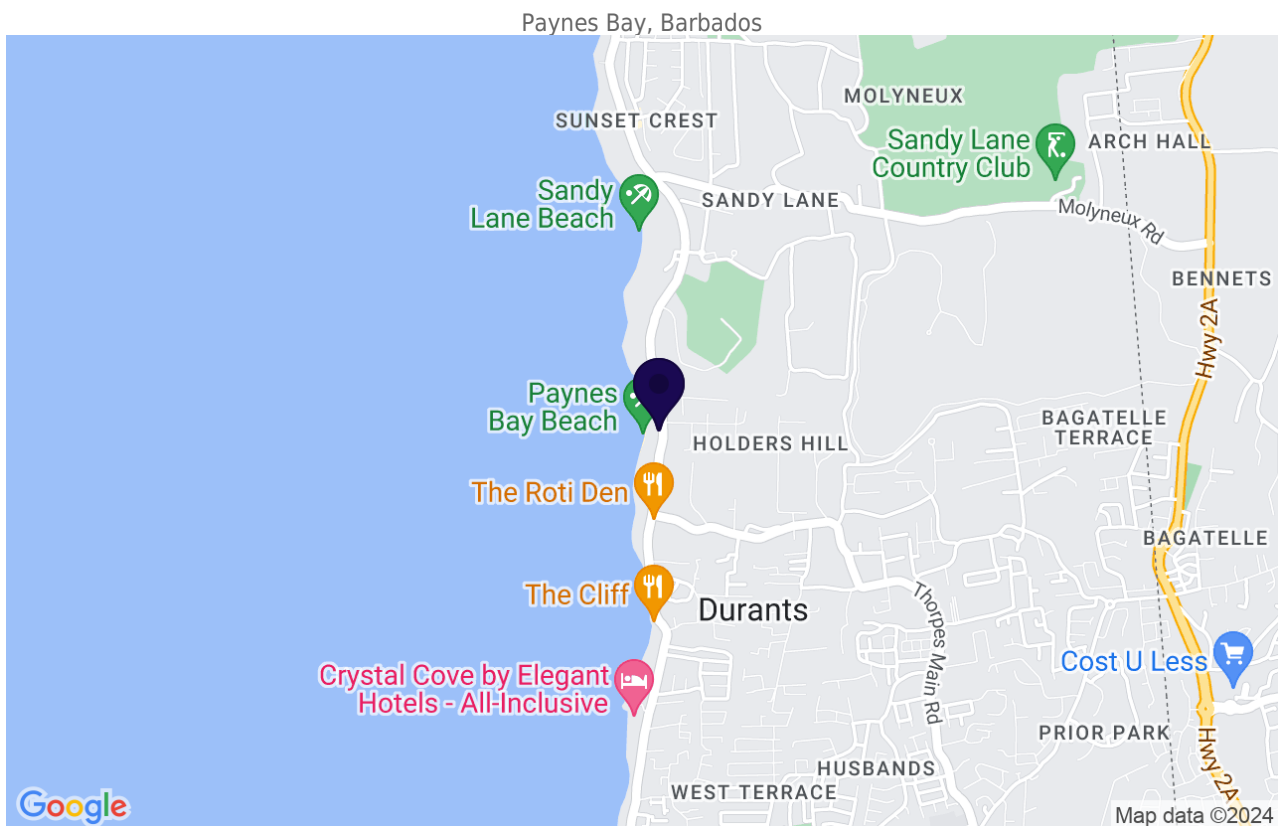 Paynes Bay, Barbados
MOLYNEUX
SUNSET CREST
Sandy Lane
Country Club
ARCH HALL
Sandy
Lane Beach
SANDY LANE
Molyneux Rd
BENNETS
Hwy 2A
Paynes
Bay Beach
BAGATELLE
TERRACE
HOLDERS HILL
The Roti Den
BAGATELLE
The Cliff
Durants
Thorpes Main Rd
Cost U Less
Crystal Cove by Elegant
Hotels - All-Inclusive
PRIOR PARK
Hwy 2A
HUSBANDS
WEST TERRACE
Google
Map data ©2024